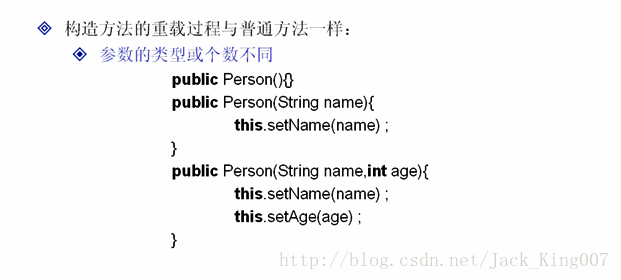 构造方法的重载过程与普通方法一样：
参数的类型或个数不同
public Person(){}
public Person(String name){
this.setName(name) ;
}
public Person(String name,int age){
this.setName(name) ;
this.setAge(age) ;
}
http://blog.csdn.net/Jack_King007